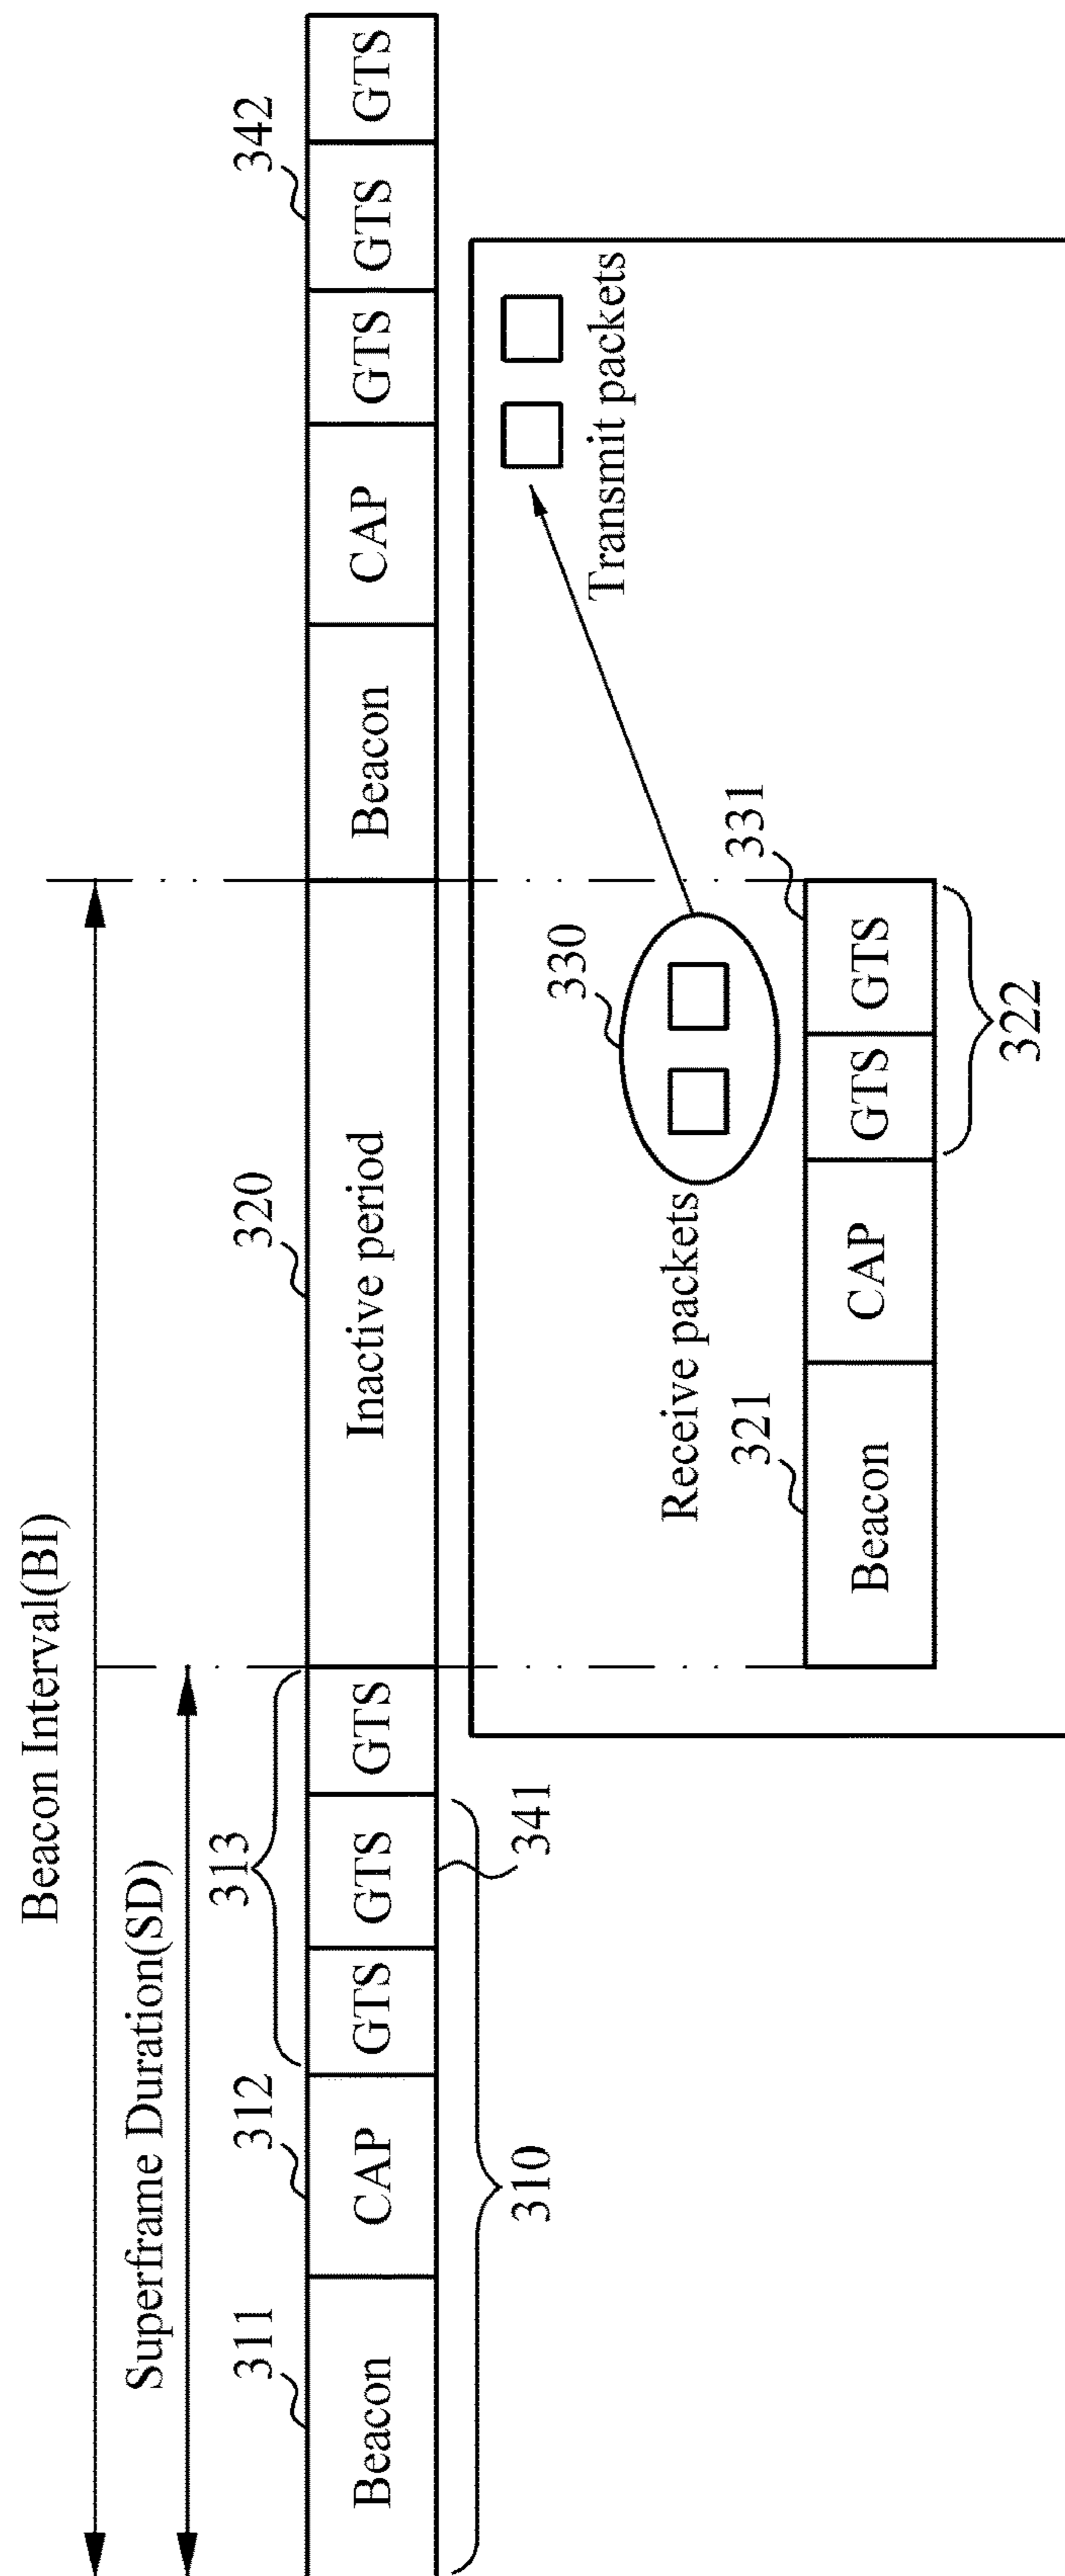 Beacon Interval(BI)
Superframe Duration(SD)
311
312
313
320
342
Beacon
CAP
GTS
GTS
GTS
Inactive period
Beacon
CAP
GTS
GTS
GTS
310
341
330
Receive packets
Transmit packets
321
331
Beacon
CAP
GTS
GTS
322